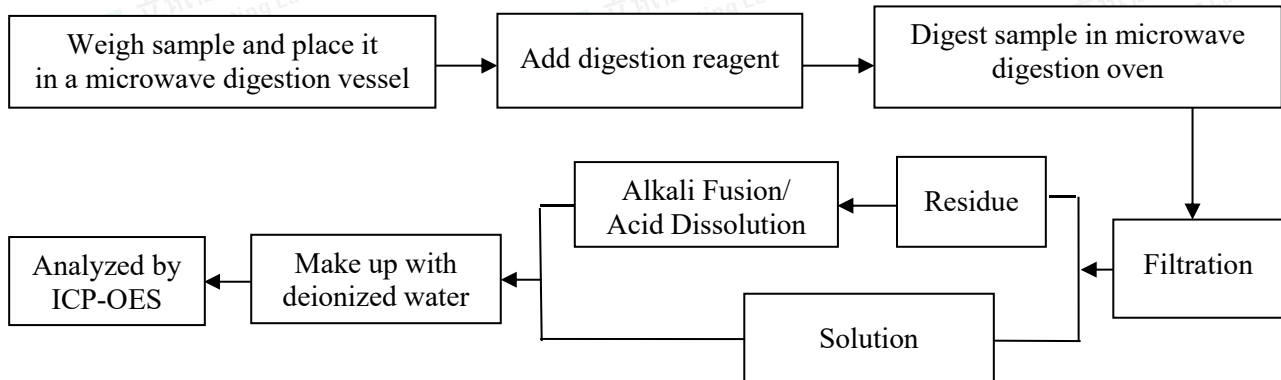 Weigh sample and place it
in a microwave digestion vessel
Add digestion reagent
Digest sample in microwave
digestion oven
Filtration
Residue
Alkali Fusion/
Acid Dissolution
Solution
Make up with
deionized water
Analyzed by
ICP-OES